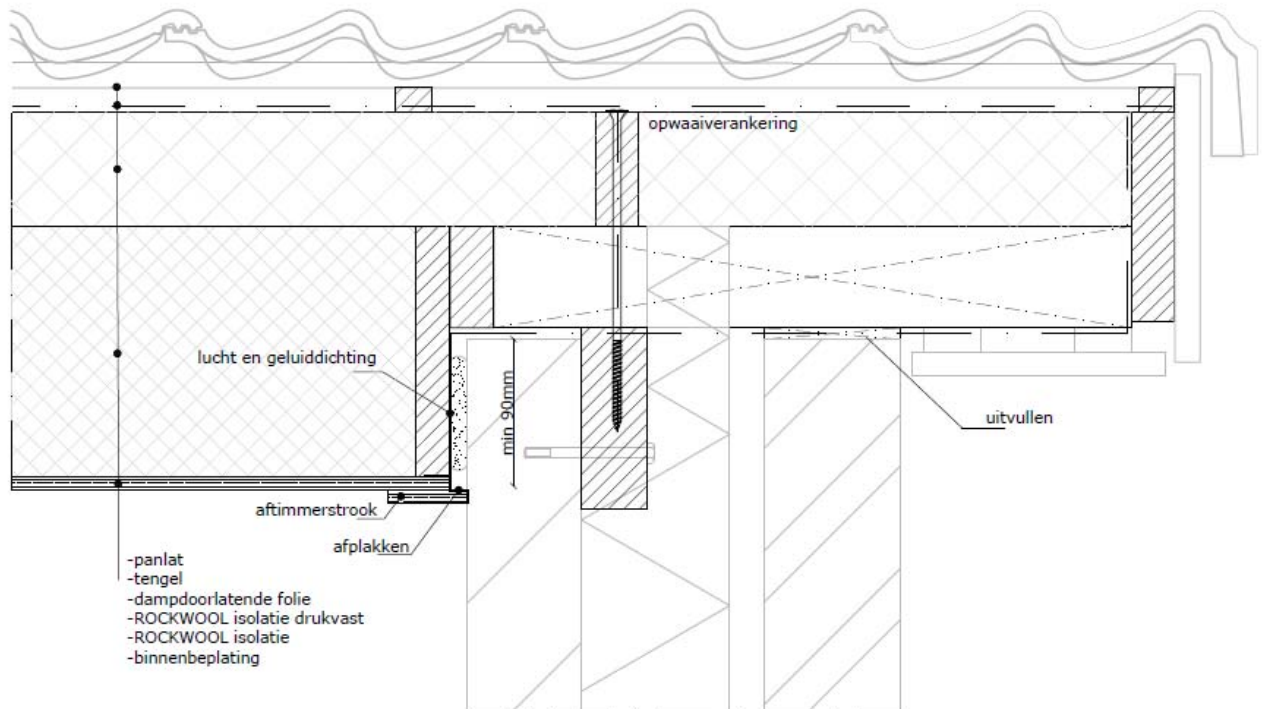 opwaaiverankering
lucht en geluiddichting
min 90mm
uitvullen
aftimmerstrook
afplakken
-panlat
-tengel
-dampdoorlatende folie
-ROCKWOOL isolatie drukvast
-ROCKWOOL isolatie
-binnenbeplating